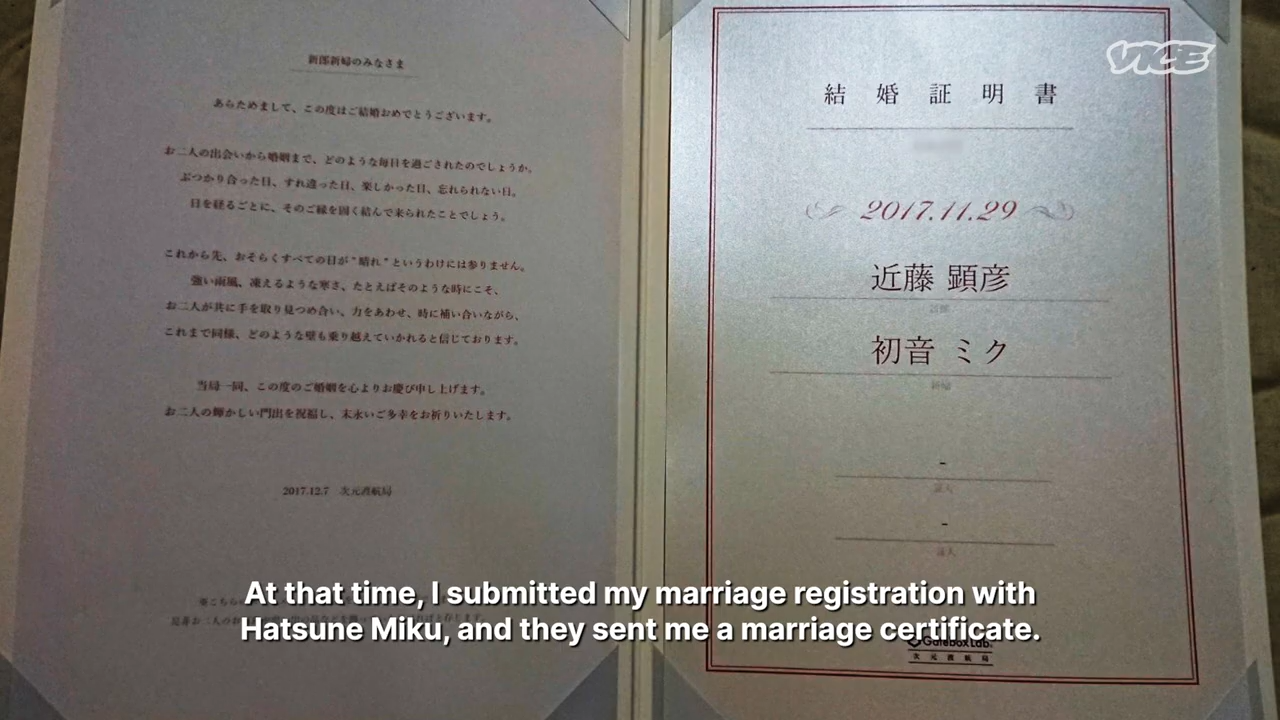 新郎新婦のみなさま
あらためまして、この度はご結婚おめでとうございます。
お二人の出会いから婚姻まで、どのような毎日を過ごされたのでしょうか。
ぶつかり合った日、すれ違った日、楽しかった日、忘れられない日。
日を経るごとに、そのご縁を固く結んで来られたことでしょう。
これから先、おそらくすべての日が"晴れ"というわけには参りません。
強い雨風、凍えるような寒さ、たとえばそのような時にこそ、
お二人が共に手を取り見つめ合い、力をあわせ、時に補い合いながら、
これまで同様、どのような壁も乗り越えていかれると信じております。
当局一同、この度のご婚姻を心よりお慶び申し上げます。
お二人の輝かしい門出を祝福し、末永いご多幸をお祈りいたします。
2017.12.7 次元渡航局
VICE
結婚証明書
2017.11.29
近藤 顕彦
新郎
初音 ミク
新婦
-
証人
-
証人
At that time, I submitted my marriage registration with
Hatsune Miku, and they sent me a marriage certificate.
Gatebox Lab.
次元渡航局